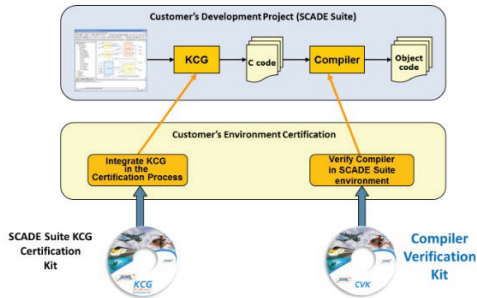 Customer's Development Project (SCADE Suite)
KCG
C code
Compiler
Object
code
Customer's Environment Certification
Integrate KCG
in the
Certification Process
Verify Compiler
in SCADE Suite
environment
SCADE Suite KCG
Certification
Kit
KCG
CVK
Compiler
Verification
Kit